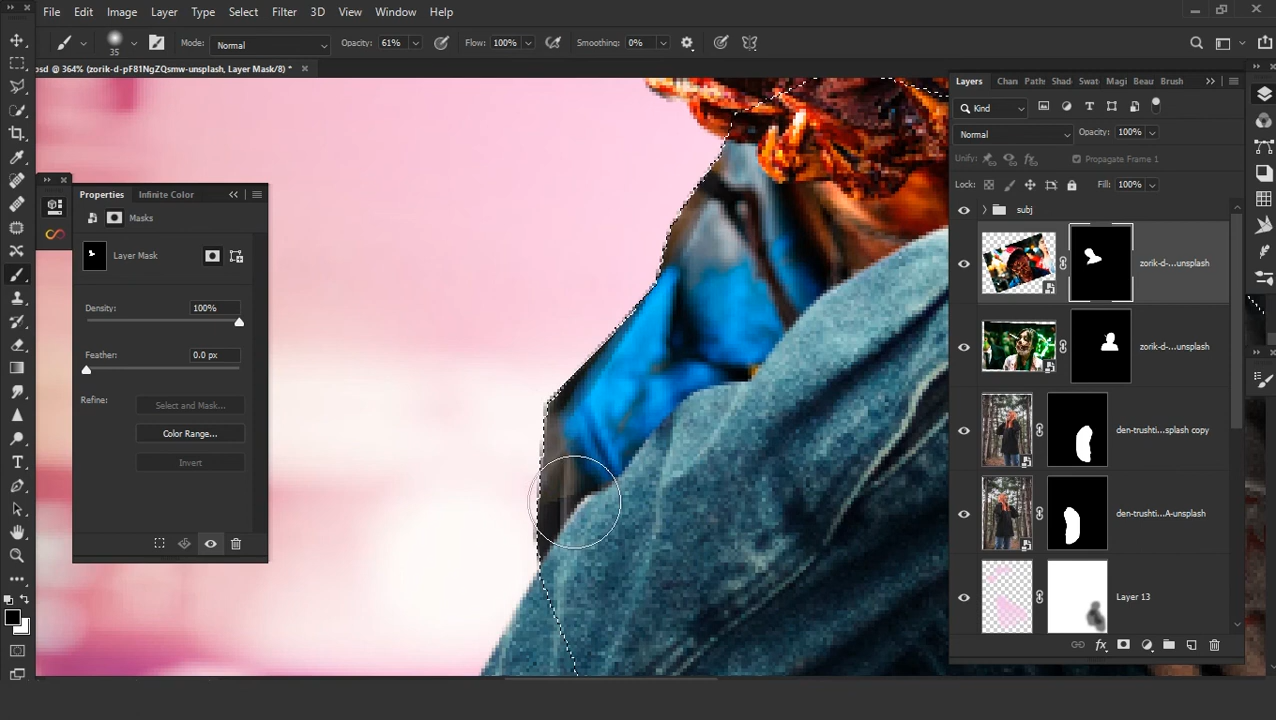 File Edit Image Layer Type Select Filter 3D View Window Help
35 Mode: Normal Opacity: 61% Flow: 100% Smoothing: 0%
osd @ 364% (zorik-d-pF81NgZQsmw-unsplash, Layer Mask/8) *
Properties Infinite Color
Masks
Layer Mask
Density: 100%
Feather: 0.0 px
Refine: Select and Mask...
Color Range...
Invert
Layers Chan Pathe Shad Swat Magi Beau Brush
Kind
Normal Opacity: 100%
Unify: Propagate Frame 1
Lock: Fill: 100%
subj
zorik-d-...unsplash
zorik-d-...unsplash
den-trushti...splash copy
den-trushti...A-unsplash
Layer 13